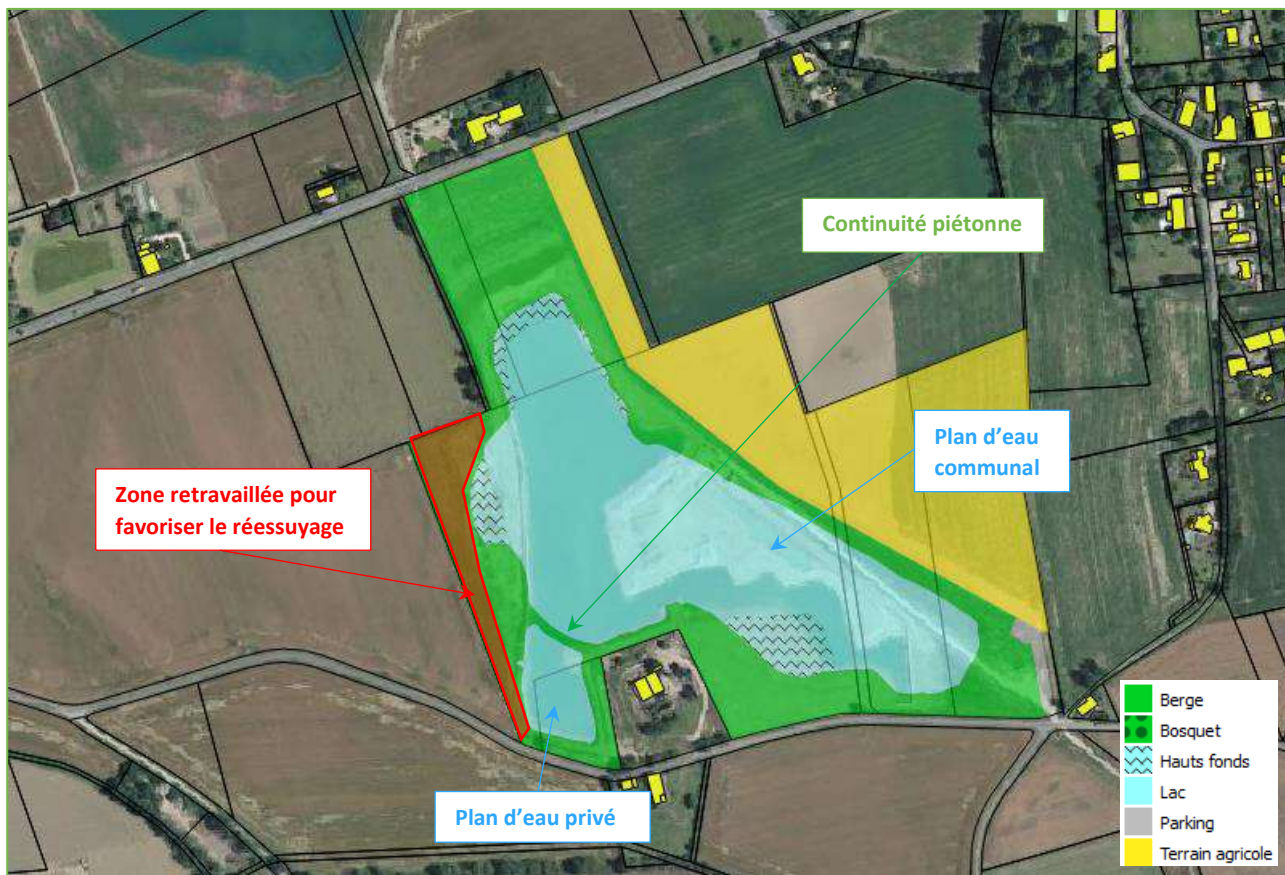 Continuité piétonne
Plan d’eau
communal
Zone retravaillée pour
favoriser le réessuyage
Plan d’eau privé
Berge
Bosquet
Hauts fonds
Lac
Parking
Terrain agricole